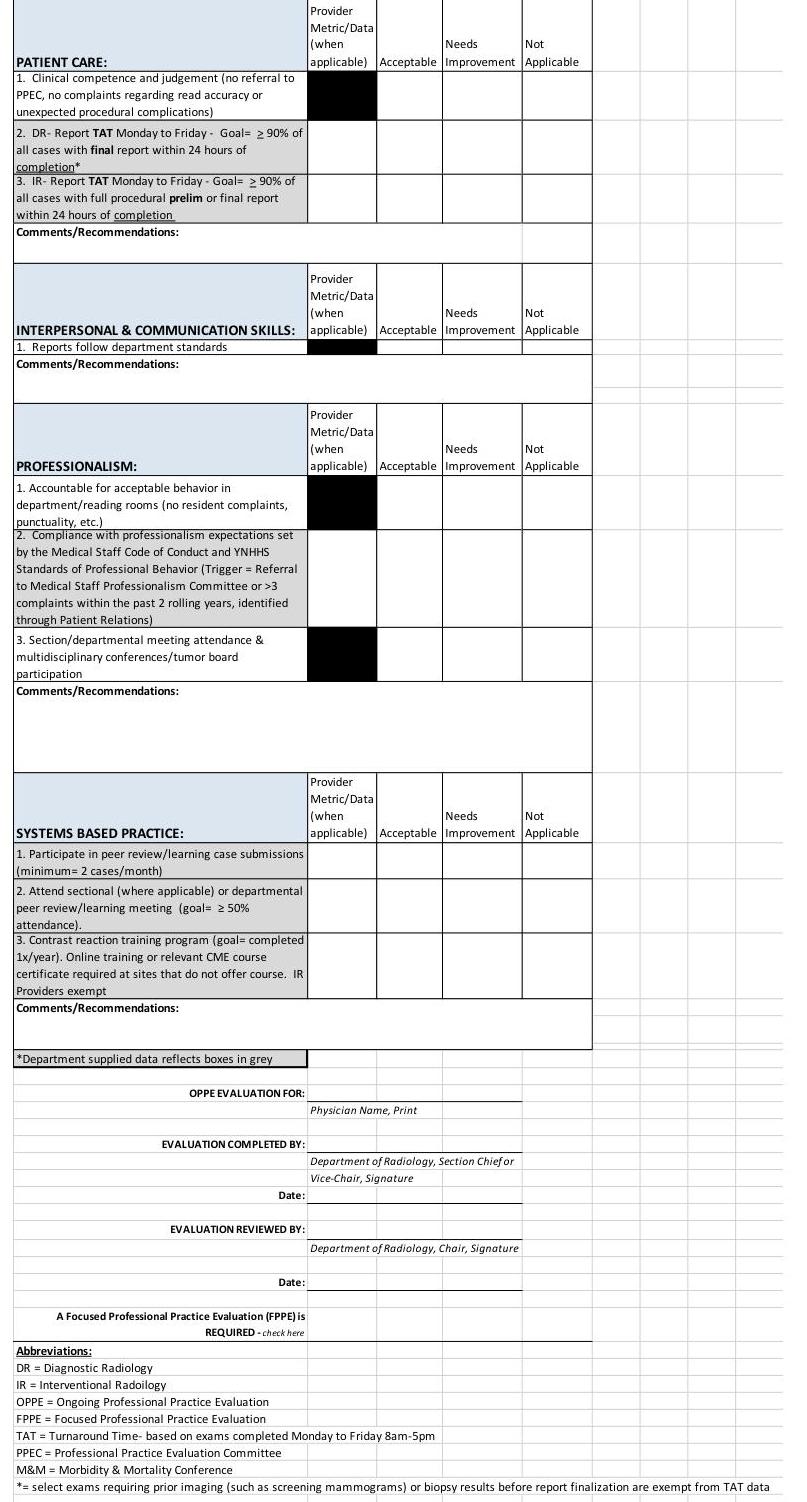 PATIENT CARE:
Provider
Metric/Data
(when
applicable)
Acceptable
Needs
Improvement
Not
Applicable
1.  Clinical competence and judgement (no referral to
PPEC, no complaints regarding read accuracy or
unexpected procedural complications)
2.  DR- Report TAT Monday to Friday -  Goal=  ≥ 90% of
all cases with final report within 24 hours of
completion*
3.  IR- Report TAT Monday to Friday - Goal=  ≥ 90% of
all cases with full procedural prelim or final report
within 24 hours of completion
Comments/Recommendations:
INTERPERSONAL & COMMUNICATION SKILLS:
Provider
Metric/Data
(when
applicable)
Acceptable
Needs
Improvement
Not
Applicable
1.  Reports follow department standards
Comments/Recommendations:
PROFESSIONALISM:
Provider
Metric/Data
(when
applicable)
Acceptable
Needs
Improvement
Not
Applicable
1. Accountable for acceptable behavior in
department/reading rooms (no resident complaints,
punctuality, etc.)
2.  Compliance with professionalism expectations set
by the Medical Staff Code of Conduct and YNHHS
Standards of Professional Behavior (Trigger = Referral
to Medical Staff Professionalism Committee or >3
complaints within the past 2 rolling years, identified
through Patient Relations)
3. Section/departmental meeting attendance &
multidisciplinary conferences/tumor board
participation
Comments/Recommendations:
SYSTEMS BASED PRACTICE:
Provider
Metric/Data
(when
applicable)
Acceptable
Needs
Improvement
Not
Applicable
1. Participate in peer review/learning case submissions
(minimum= 2 cases/month)
2. Attend sectional (where applicable) or departmental
peer review/learning meeting  (goal=  ≥ 50%
attendance).
3. Contrast reaction training program (goal= completed
1x/year). Online training or relevant CME course
certificate required at sites that do not offer course.  IR
Providers exempt
Comments/Recommendations:
*Department supplied data reflects boxes in grey
OPPE EVALUATION FOR:
Physician Name, Print
EVALUATION COMPLETED BY:
Department of Radiology, Section Chief or
Vice-Chair, Signature
Date:
EVALUATION REVIEWED BY:
Department of Radiology, Chair, Signature
Date:
A Focused Professional Practice Evaluation (FPPE) is
REQUIRED - check here
Abbreviations:
DR = Diagnostic Radiology
IR = Interventional Radoilogy
OPPE = Ongoing Professional Practice Evaluation
FPPE = Focused Professional Practice Evaluation
TAT = Turnaround Time- based on exams completed Monday to Friday 8am-5pm
PPEC = Professional Practice Evaluation Committee
M&M = Morbidity & Mortality Conference
*= select exams requiring prior imaging (such as screening mammograms) or biopsy results before report finalization are exempt from TAT data